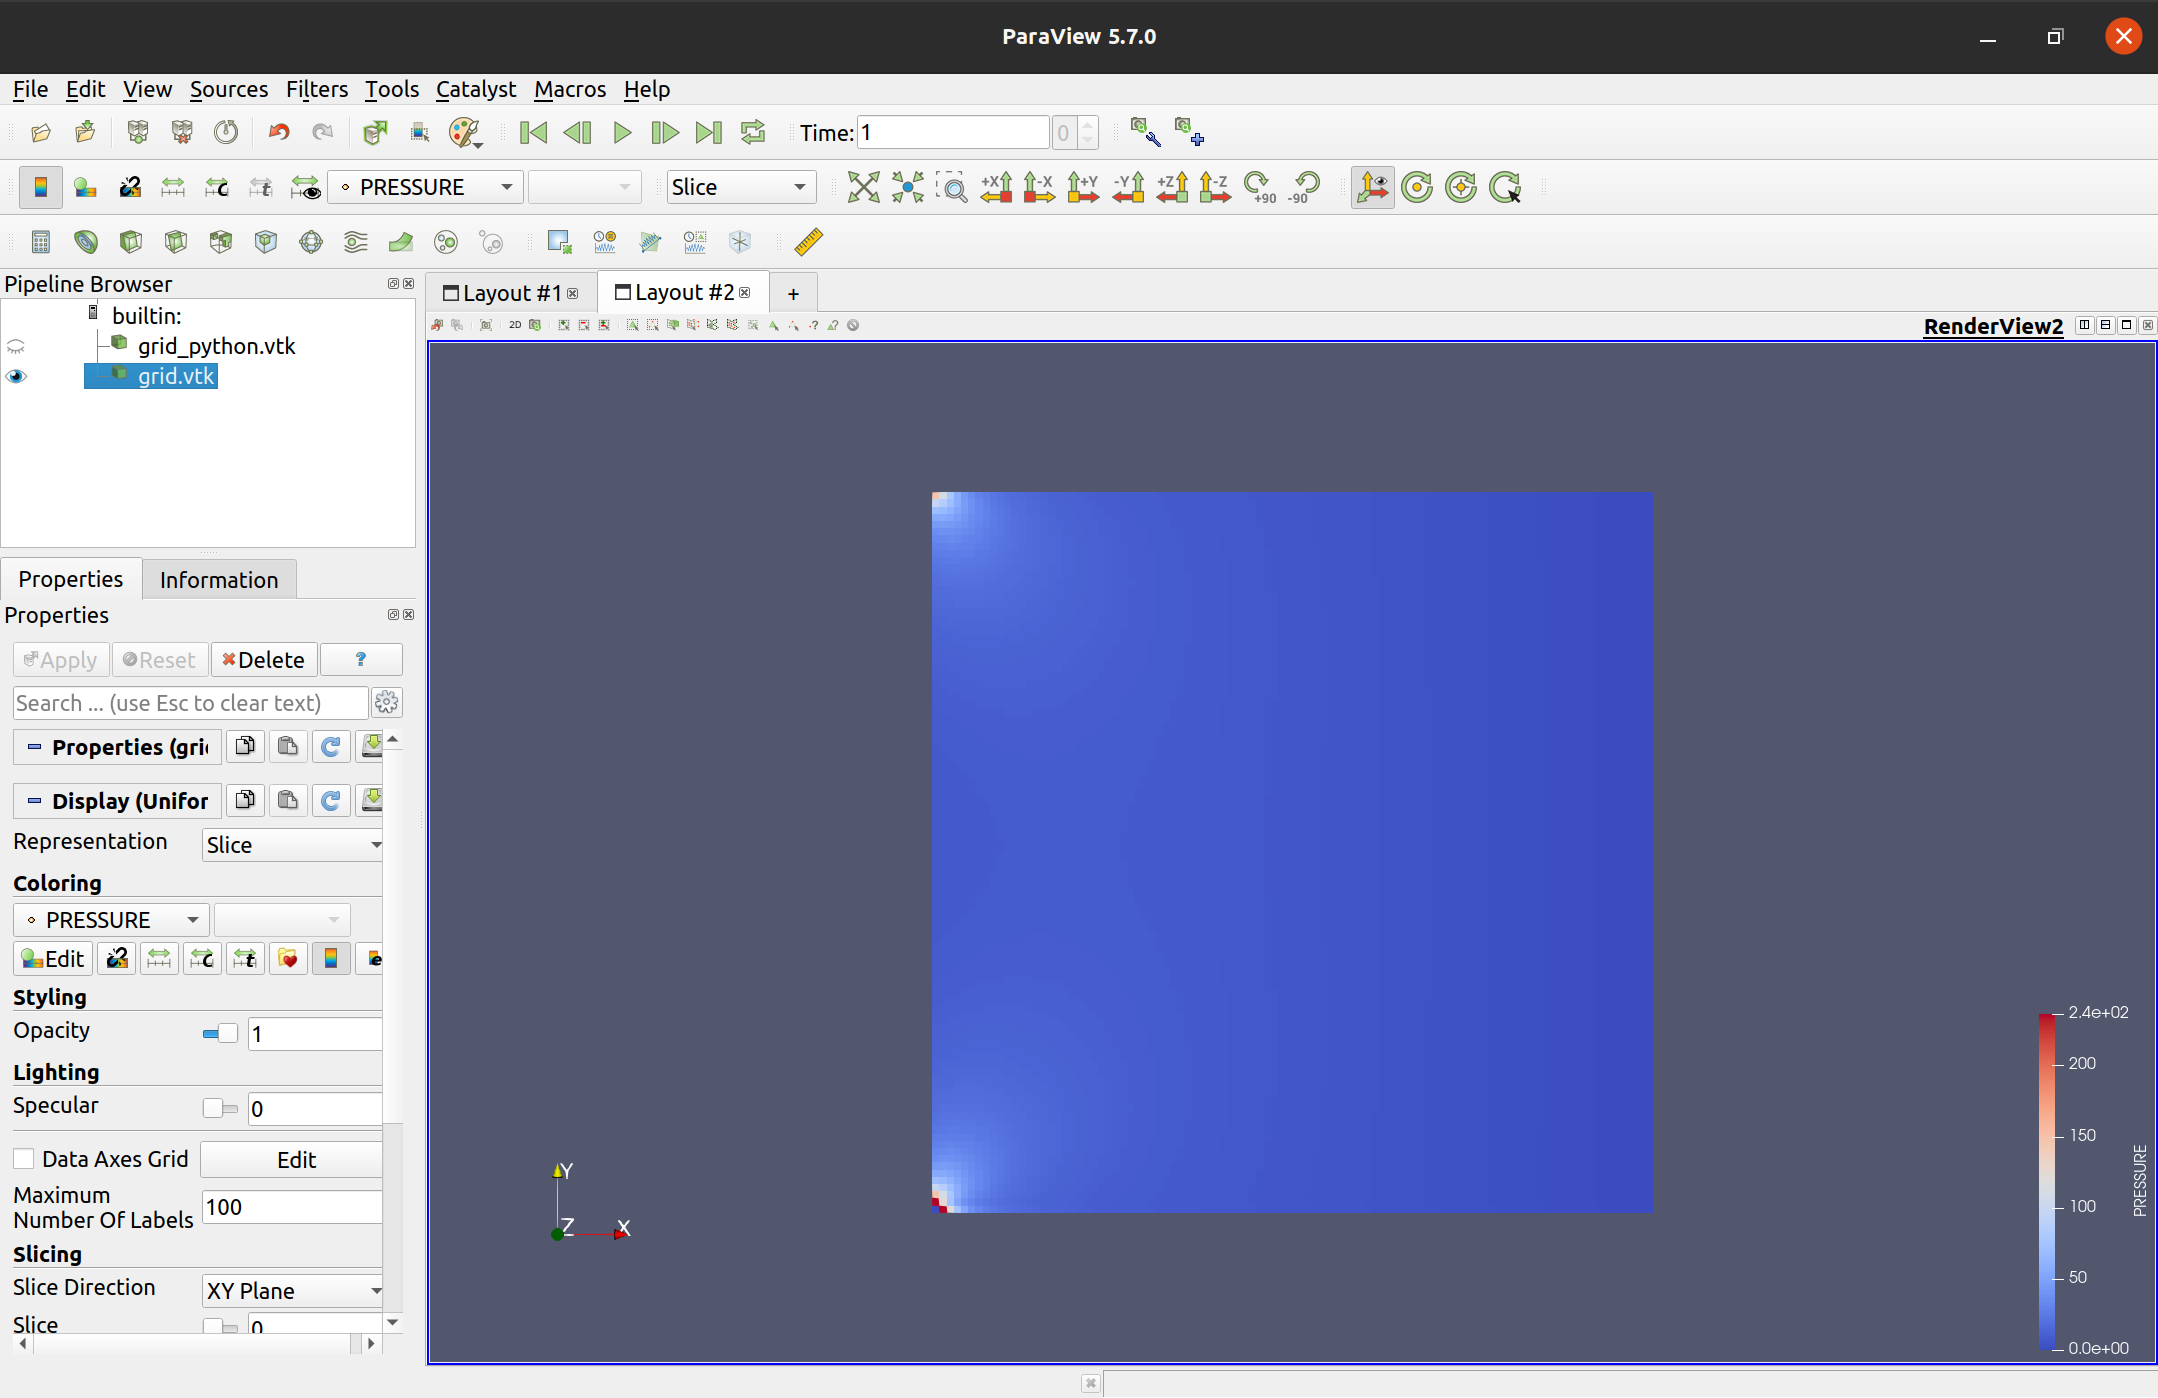 ParaView 5.7.0
File Edit View Sources Filters Tools Catalyst Macros Help
Time: 1 0
PRESSURE Slice +X -X +Y -Y +Z -Z +90 -90
Pipeline Browser
builtin:
grid_python.vtk
grid.vtk
Properties Information
Properties
Apply Reset Delete ?
Search ... (use Esc to clear text)
Properties (gri
Display (Unifor
Representation Slice
Coloring
PRESSURE
Edit
Styling
Opacity 1
Lighting
Specular 0
Data Axes Grid Edit
Maximum
Number Of Labels 100
Slicing
Slice Direction XY Plane
Slice 0
Layout #1 Layout #2 +
2D
RenderView2
Y
Z X
2.4e+02
200
150
100
50
0.0e+00
PRESSURE